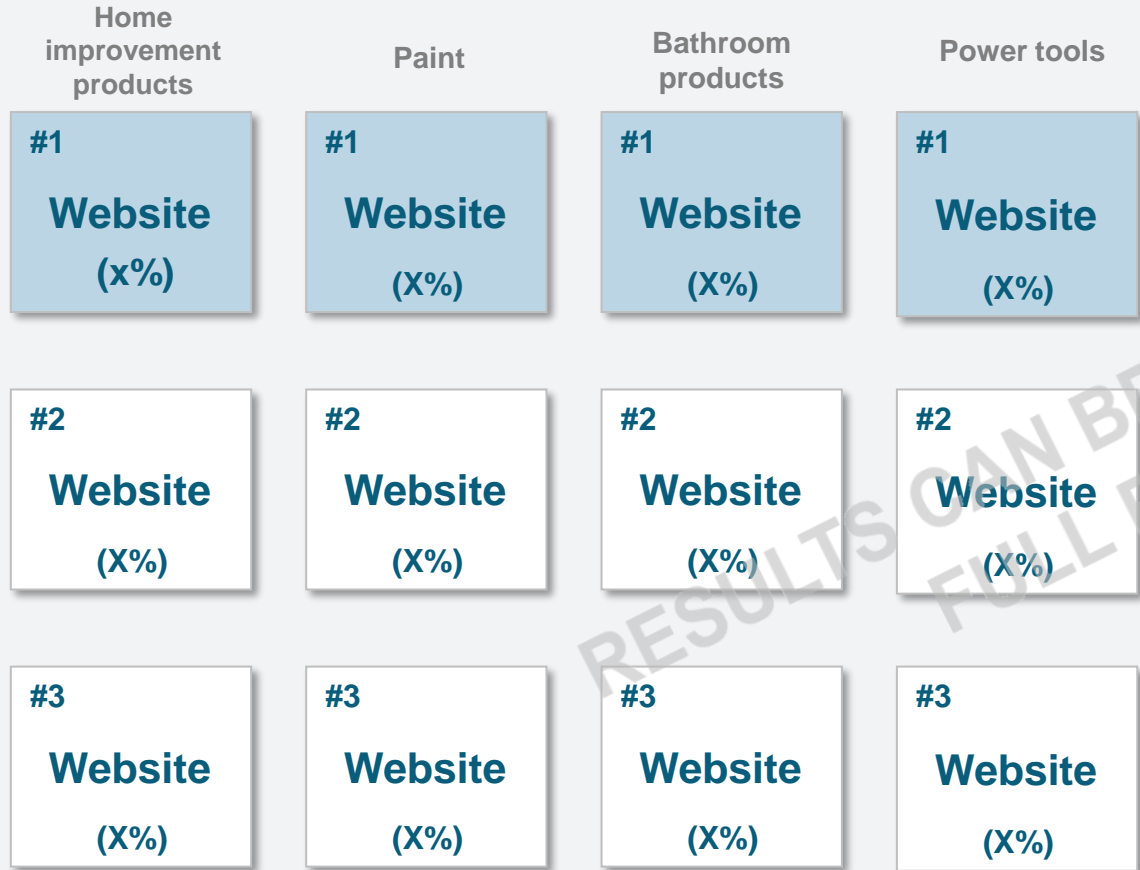 Home
improvement
products
Paint
Bathroom
products
Power tools
#1
Website
(x%)
#1
Website
(X%)
#1
Website
(X%)
#1
Website
(X%)
#2
Website
(X%)
#2
Website
(X%)
#2
Website
(X%)
#2
Website
(X%)
#3
Website
(X%)
#3
Website
(X%)
#3
Website
(X%)
#3
Website
(X%)
RESULTS CAN
FULL